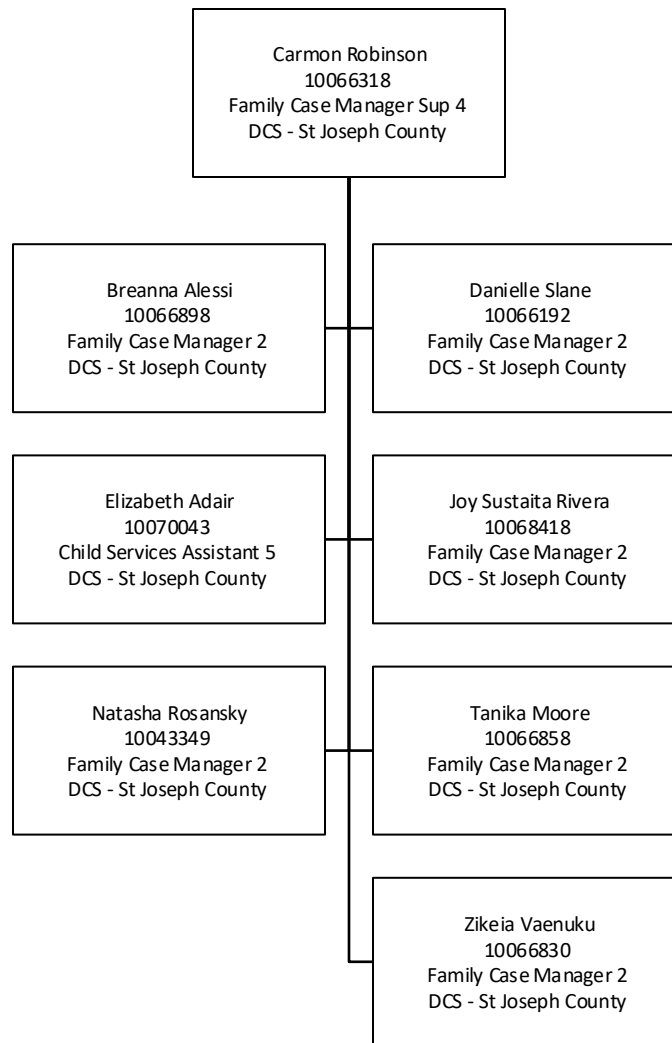 Carmon Robinson
10066318
Family Case Manager Sup 4
DCS - St Joseph County
Breanna Alessi
10066898
Family Case Manager 2
DCS - St Joseph County
Danielle Slane
10066192
Family Case Manager 2
DCS - St Joseph County
Elizabeth Adair
10070043
Child Services Assistant 5
DCS - St Joseph County
Joy Sustaita Rivera
10068418
Family Case Manager 2
DCS - St Joseph County
Natasha Rosansky
10043349
Family Case Manager 2
DCS - St Joseph County
Tanika Moore
10066858
Family Case Manager 2
DCS - St Joseph County
Zikeia Vaenuku
10066830
Family Case Manager 2
DCS - St Joseph County